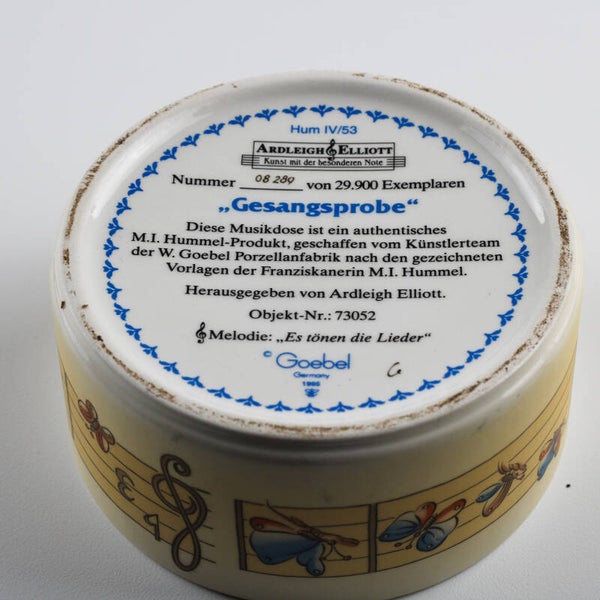 Hum IV/53
ARDLEIGH ELLIOTT
Kunst mit der besonderen Note
Nummer 08 289 von 29.900 Exemplaren
„Gesangsprobe“
Diese Musikdose ist ein authentisches
M.I. Hummel-Produkt, geschaffen vom Künstlerteam
der W. Goebel Porzellanfabrik nach den gezeichneten
Vorlagen der Franziskanerin M.I. Hummel.
Herausgegeben von Ardleigh Elliott.
Objekt-Nr.: 73052
Melodie: „Es tönen die Lieder“
© Goebel
Germany